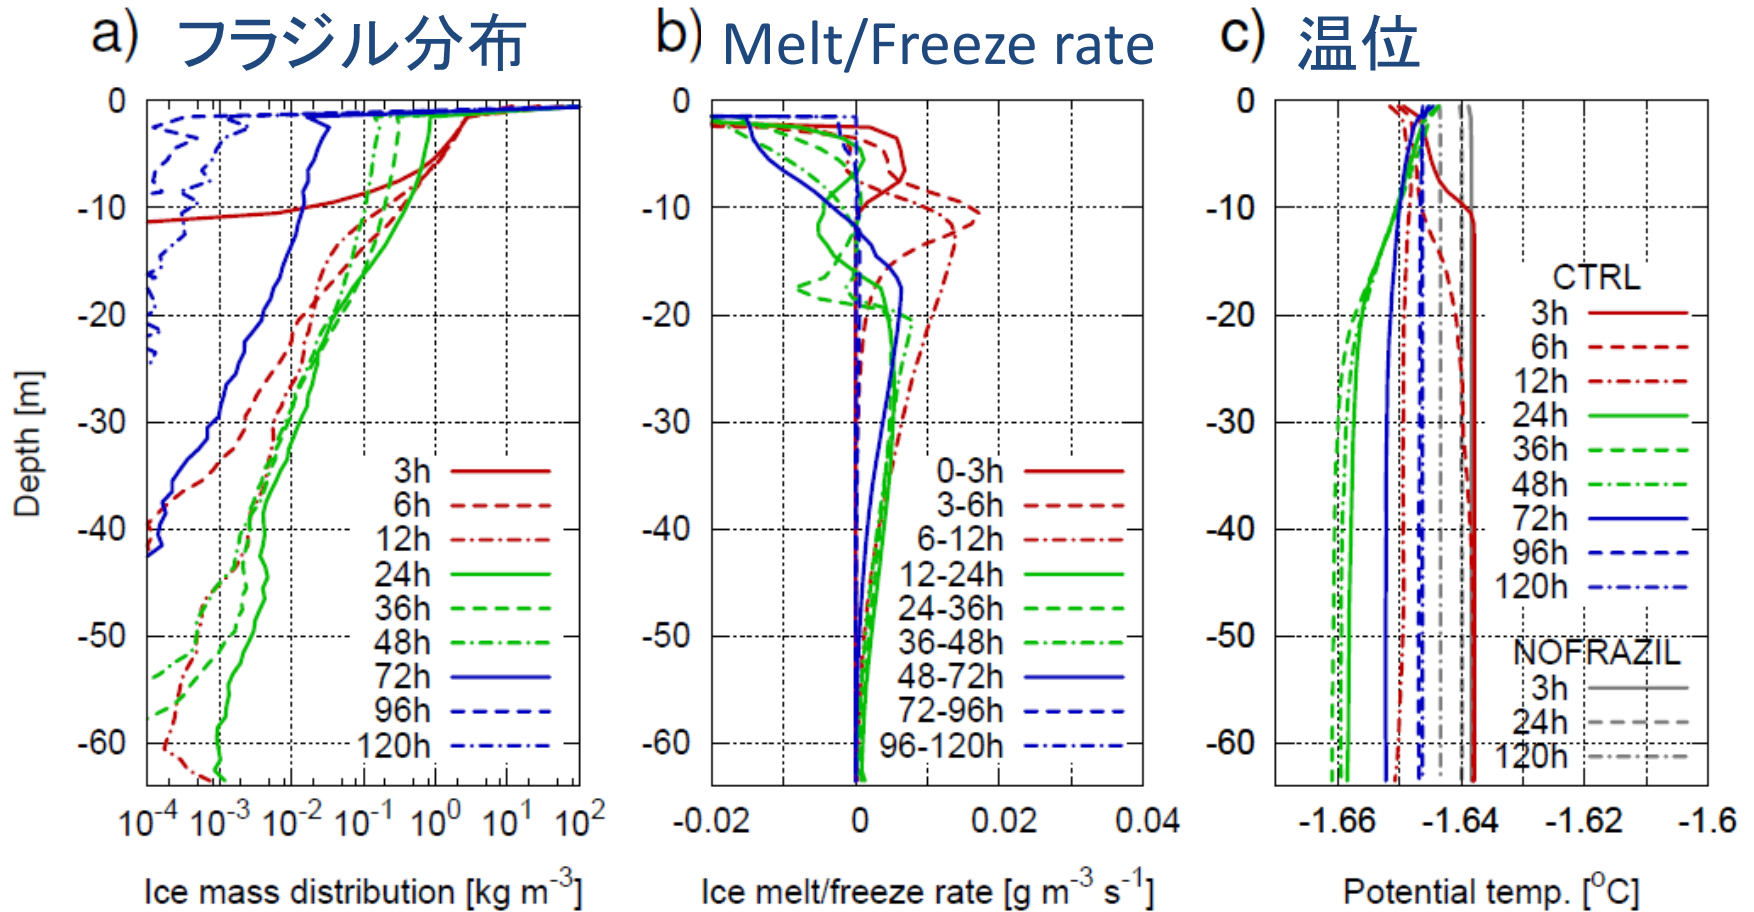 a) フラジル分布
0
-10
-20
-30
-40
-50
-60
Depth [m]
3h
6h
12h
24h
36h
48h
72h
96h
120h
10-4 10-3 10-2 10-1 100 101 102
Ice mass distribution [kg m-3]
b) Melt/Freeze rate
0
-10
-20
-30
-40
-50
-60
0-3h
3-6h
6-12h
12-24h
24-36h
36-48h
48-72h
72-96h
96-120h
-0.02 0 0.02 0.04
Ice melt/freeze rate [g m-3 s-1]
c) 温位
0
-10
-20
-30
-40
-50
-60
CTRL
3h
6h
12h
24h
36h
48h
72h
96h
120h
NOFRAZIL
3h
24h
120h
-1.66 -1.64 -1.62 -1.6
Potential temp. [oC]